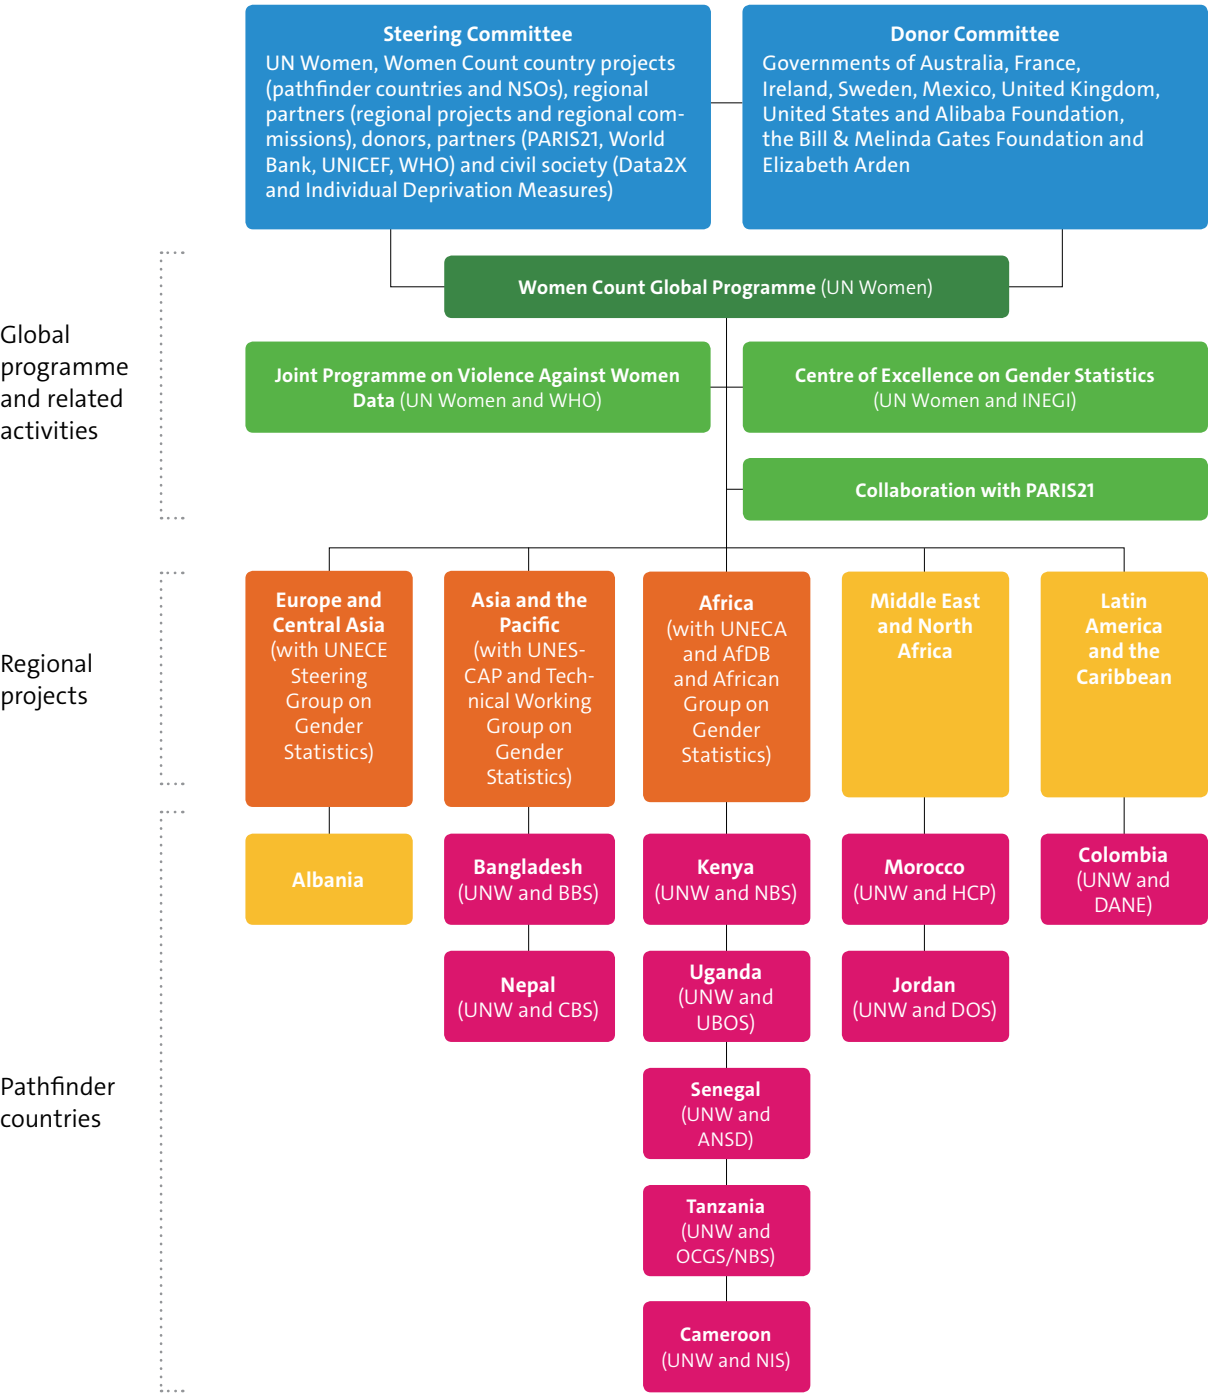 Steering Committee
UN Women, Women Count country projects
(pathfinder countries and NSOs), regional
partners (regional projects and regional com-
missions), donors, partners (PARIS21, World
Bank, UNICEF, WHO) and civil society (Data2X
and Individual Deprivation Measures)
Donor Committee
Governments of Australia, France,
Ireland, Sweden, Mexico, United Kingdom,
United States and Alibaba Foundation,
the Bill & Melinda Gates Foundation and
Elizabeth Arden
Global
programme
and related
activities
Women Count Global Programme (UN Women)
Joint Programme on Violence Against Women
Data (UN Women and WHO)
Centre of Excellence on Gender Statistics
(UN Women and INEGI)
Collaboration with PARIS21
Regional
projects
Europe and
Central Asia
(with UNECE
Steering
Group on
Gender
Statistics)
Asia and the
Pacific
(with UNES-
CAP and Tech-
nical Working
Group on
Gender
Statistics)
Africa
(with UNECA
and AfDB
and African
Group on
Gender
Statistics)
Middle East
and North
Africa
Latin
America
and the
Caribbean
Pathfinder
countries
Albania
Bangladesh
(UNW and BBS)
Nepal
(UNW and CBS)
Kenya
(UNW and NBS)
Uganda
(UNW and
UBOS)
Senegal
(UNW and
ANSD)
Tanzania
(UNW and
OCGS/NBS)
Cameroon
(UNW and NIS)
Morocco
(UNW and HCP)
Jordan
(UNW and DOS)
Colombia
(UNW and
DANE)